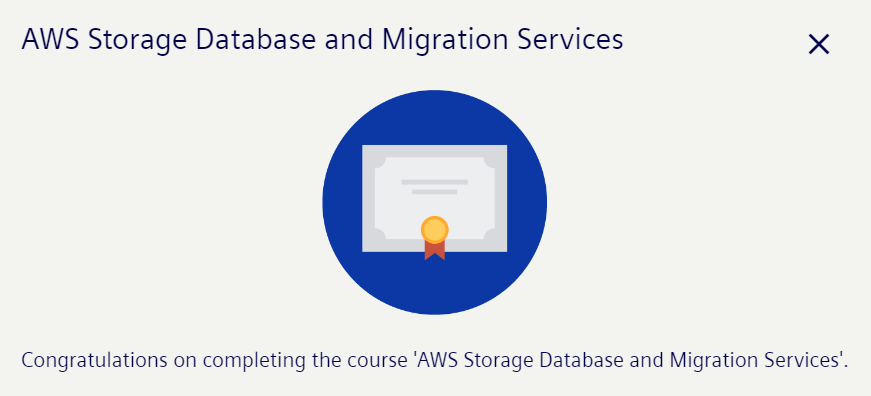 AWS Storage Database and Migration Services
Congratulations on completing the course 'AWS Storage Database and Migration Services'.